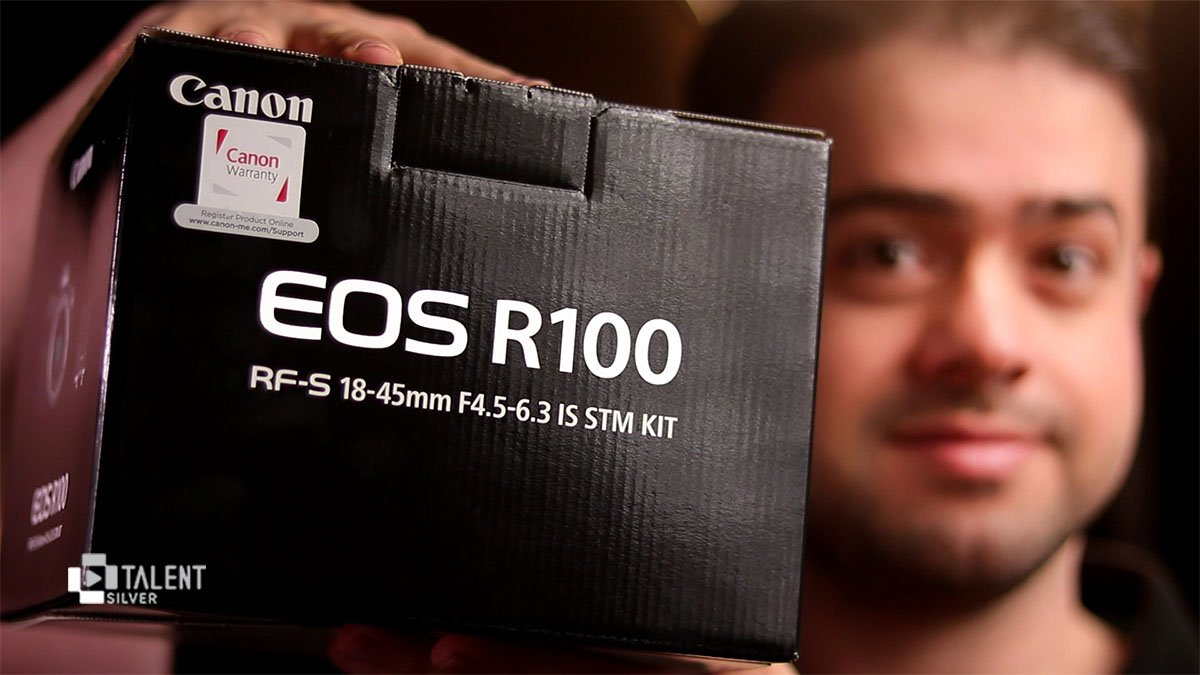 Canon
Canon
Warranty
Register Product Online
www.canon-me.com/Support
EOS R100
RF-S 18-45mm F4.5-6.3 IS STM KIT
EOS R100
TALENT
SILVER